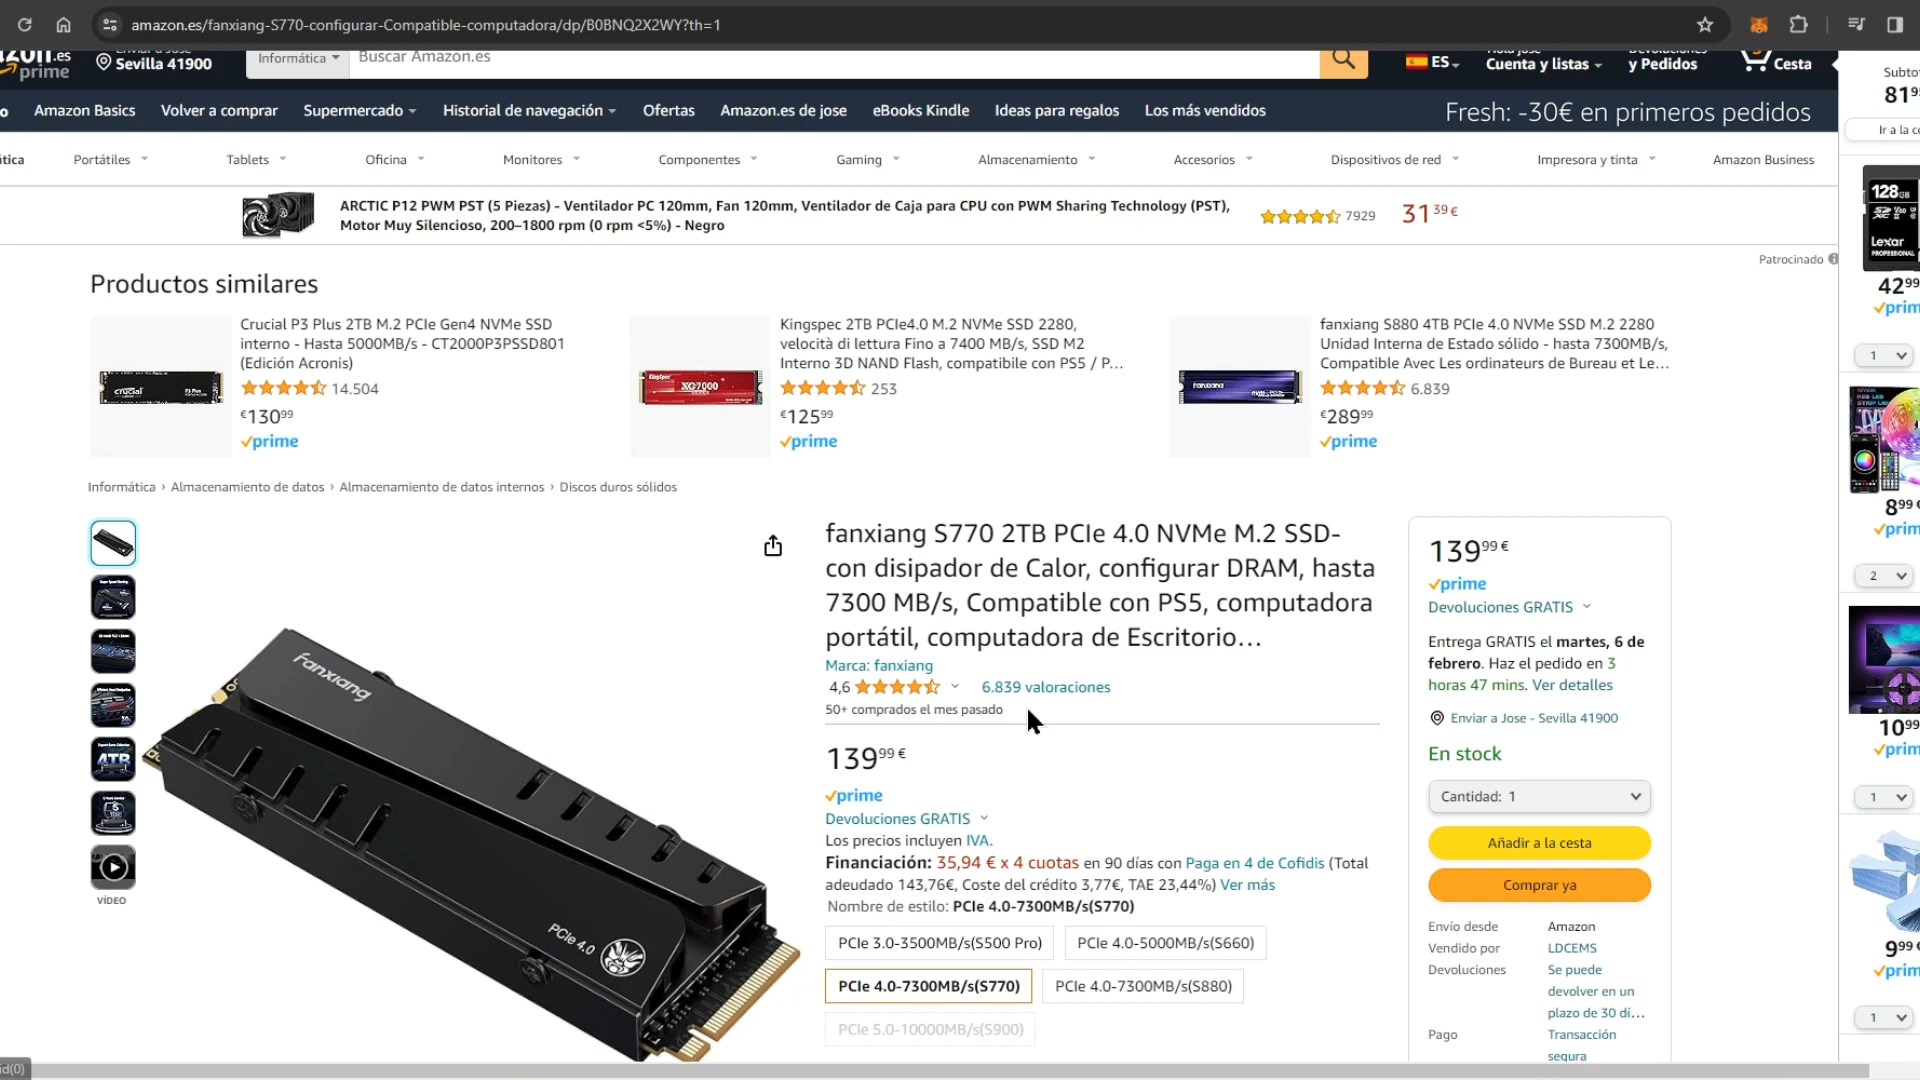 amazon.es/fanxiang-S770-configurar-Compatible-computadora/dp/B0BNQ2X2WY?th=1
.es
prime
Sevilla 41900
Informática
Buscar Amazon.es
ES
Cuenta y listas
y Pedidos
Cesta
Amazon Basics
Volver a comprar
Supermercado
Historial de navegación
Ofertas
Amazon.es de jose
eBooks Kindle
Ideas para regalos
Los más vendidos
Fresh: -30€ en primeros pedidos
Portátiles
Tablets
Oficina
Monitores
Componentes
Gaming
Almacenamiento
Accesorios
Dispositivos de red
Impresora y tinta
Amazon Business
ARCTIC P12 PWM PST (5 Piezas) - Ventilador PC 120mm, Fan 120mm, Ventilador de Caja para CPU con PWM Sharing Technology (PST),
Motor Muy Silencioso, 200–1800 rpm (0 rpm <5%) - Negro
7929
31 39 €
Patrocinado
Productos similares
Crucial P3 Plus 2TB M.2 PCIe Gen4 NVMe SSD
interno - Hasta 5000MB/s - CT2000P3PSSD801
(Edición Acronis)
14.504
€130 99
prime
Kingspec 2TB PCIe4.0 M.2 NVMe SSD 2280,
velocità di lettura Fino a 7400 MB/s, SSD M2
Interno 3D NAND Flash, compatibile con PS5 / P…
253
€125 99
prime
fanxiang S880 4TB PCIe 4.0 NVMe SSD M.2 2280
Unidad Interna de Estado sólido - hasta 7300MB/s,
Compatible Avec Les ordinateurs de Bureau et Le…
6.839
€289 99
prime
Informática › Almacenamiento de datos › Almacenamiento de datos internos › Discos duros sólidos
4TB
VÍDEO
fanxiang
PCIe 4.0
fanxiang S770 2TB PCIe 4.0 NVMe M.2 SSD-
con disipador de Calor, configurar DRAM, hasta
7300 MB/s, Compatible con PS5, computadora
portátil, computadora de Escritorio…
Marca: fanxiang
4,6
6.839 valoraciones
50+ comprados el mes pasado
139 99 €
prime
Devoluciones GRATIS
Los precios incluyen IVA.
Financiación: 35,94 € x 4 cuotas en 90 días con Paga en 4 de Cofidis (Total
adeudado 143,76€, Coste del crédito 3,77€, TAE 23,44%) Ver más
Nombre de estilo: PCIe 4.0-7300MB/s(S770)
PCIe 3.0-3500MB/s(S500 Pro)
PCIe 4.0-5000MB/s(S660)
PCIe 4.0-7300MB/s(S770)
PCIe 4.0-7300MB/s(S880)
PCIe 5.0-10000MB/s(S900)
139 99 €
prime
Devoluciones GRATIS
Entrega GRATIS el martes, 6 de
febrero. Haz el pedido en 3
horas 47 mins. Ver detalles
Enviar a Jose - Sevilla 41900
En stock
Cantidad: 1
Añadir a la cesta
Comprar ya
Envío desde
Amazon
Vendido por
LDCEMS
Devoluciones
Se puede
devolver en un
plazo de 30 dí…
Pago
Transacción
segura
128GB
Lexar
PROFESSIONAL
42 99
1
8 99 €
2
10 99
1
9 99 €
1